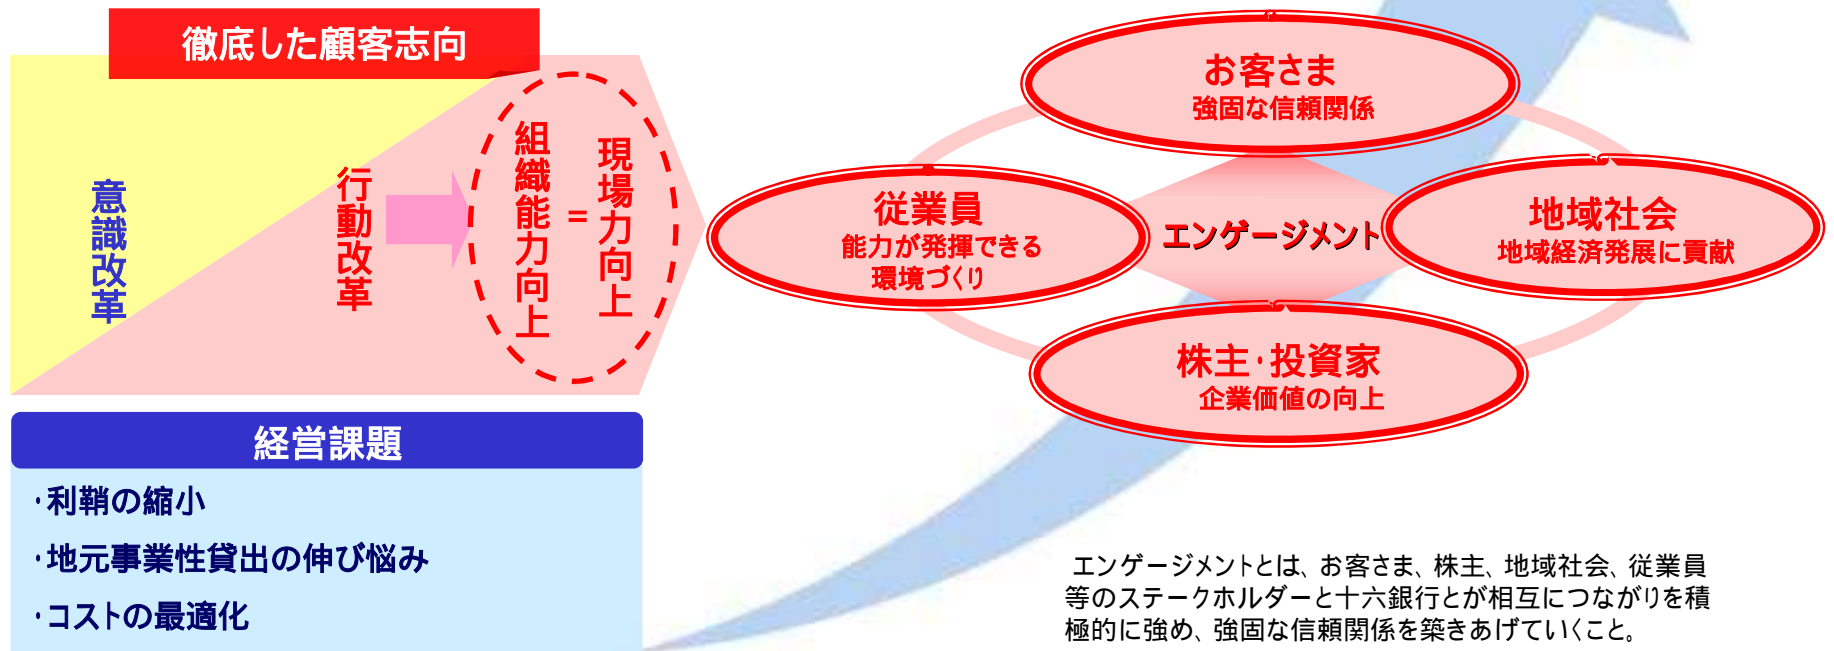 徹底した顧客志向
意識改革
行動改革
組織能力向上
=
現場力向上
お客さま
強固な信頼関係
従業員
能力が発揮できる
環境づくり
エンゲージメント
地域社会
地域経済発展に貢献
株主・投資家
企業価値の向上
経営課題
・利鞘の縮小
・地元事業性貸出の伸び悩み
・コストの最適化
エンゲージメントとは、お客さま、株主、地域社会、従業員
等のステークホルダーと十六銀行とが相互につながりを積
極的に強め、強固な信頼関係を築きあげていくこと。